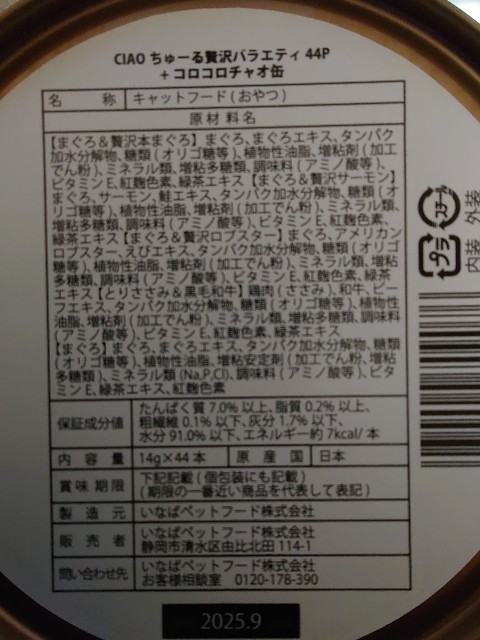 CIAO ちゅーる贅沢バラエティ 44P
+ コロコロチャオ缶
名 称 キャットフード(おやつ)
原材料名
【まぐろ&贅沢本まぐろ】まぐろ、まぐろエキス、タンパク
加水分解物、糖類(オリゴ糖等)、植物性油脂、増粘剤(加工
でん粉)、ミネラル類、増粘多糖類、調味料(アミノ酸等)、
ビタミンE、紅麹色素、緑茶エキス【まぐろ&贅沢サーモン】
まぐろ、サーモン、鮭エキス、タンパク加水分解物、糖類(オ
リゴ糖等)、植物性油脂、増粘剤(加工でん粉)、ミネラル類、
増粘多糖類、調味料(アミノ酸等)、ビタミンE、紅麹色素、
緑茶エキス【まぐろ&贅沢ロブスター】まぐろ、アメリカン
ロブスター、えびエキス、タンパク加水分解物、糖類(オリゴ
糖等)、植物性油脂、増粘剤(加工でん粉)、ミネラル類、増粘
多糖類、調味料(アミノ酸等)、ビタミンE、紅麹色素、緑茶
エキス【とりささみ&黒毛和牛】鶏肉(ささみ)、和牛、ビー
フエキス、タンパク加水分解物、糖類(オリゴ糖等)、植物性
油脂、増粘剤(加工でん粉)、ミネラル類、増粘多糖類、調味料
(アミノ酸等)、ビタミンE、紅麹色素、緑茶エキス
【まぐろ】まぐろ、まぐろエキス、タンパク加水分解物、糖類
(オリゴ糖等)、植物性油脂、増粘安定剤(加工でん粉、増粘
多糖類)、ミネラル類(Na,P,Cl)、調味料(アミノ酸等)、ビタ
ミンE、緑茶エキス、紅麹色素
保証成分値 たんぱく質 7.0% 以上、脂質 0.2% 以上、
粗繊維 0.1% 以下、灰分 1.7% 以下、
水分 91.0% 以下、エネルギー約 7kcal/ 本
内 容 量 14g×44 本 原 産 国 日本
賞味期限 下記記載(個包装にも記載)
(期限の一番近い商品を代表して表記)
製 造 元 いなばペットフード株式会社
販 売 者 いなばペットフード株式会社
静岡市清水区由比北田 114-1
問い合わせ先 いなばペットフード株式会社
お客様相談室 0120-178-390
2025.9
スチール 外装
プラ 内装